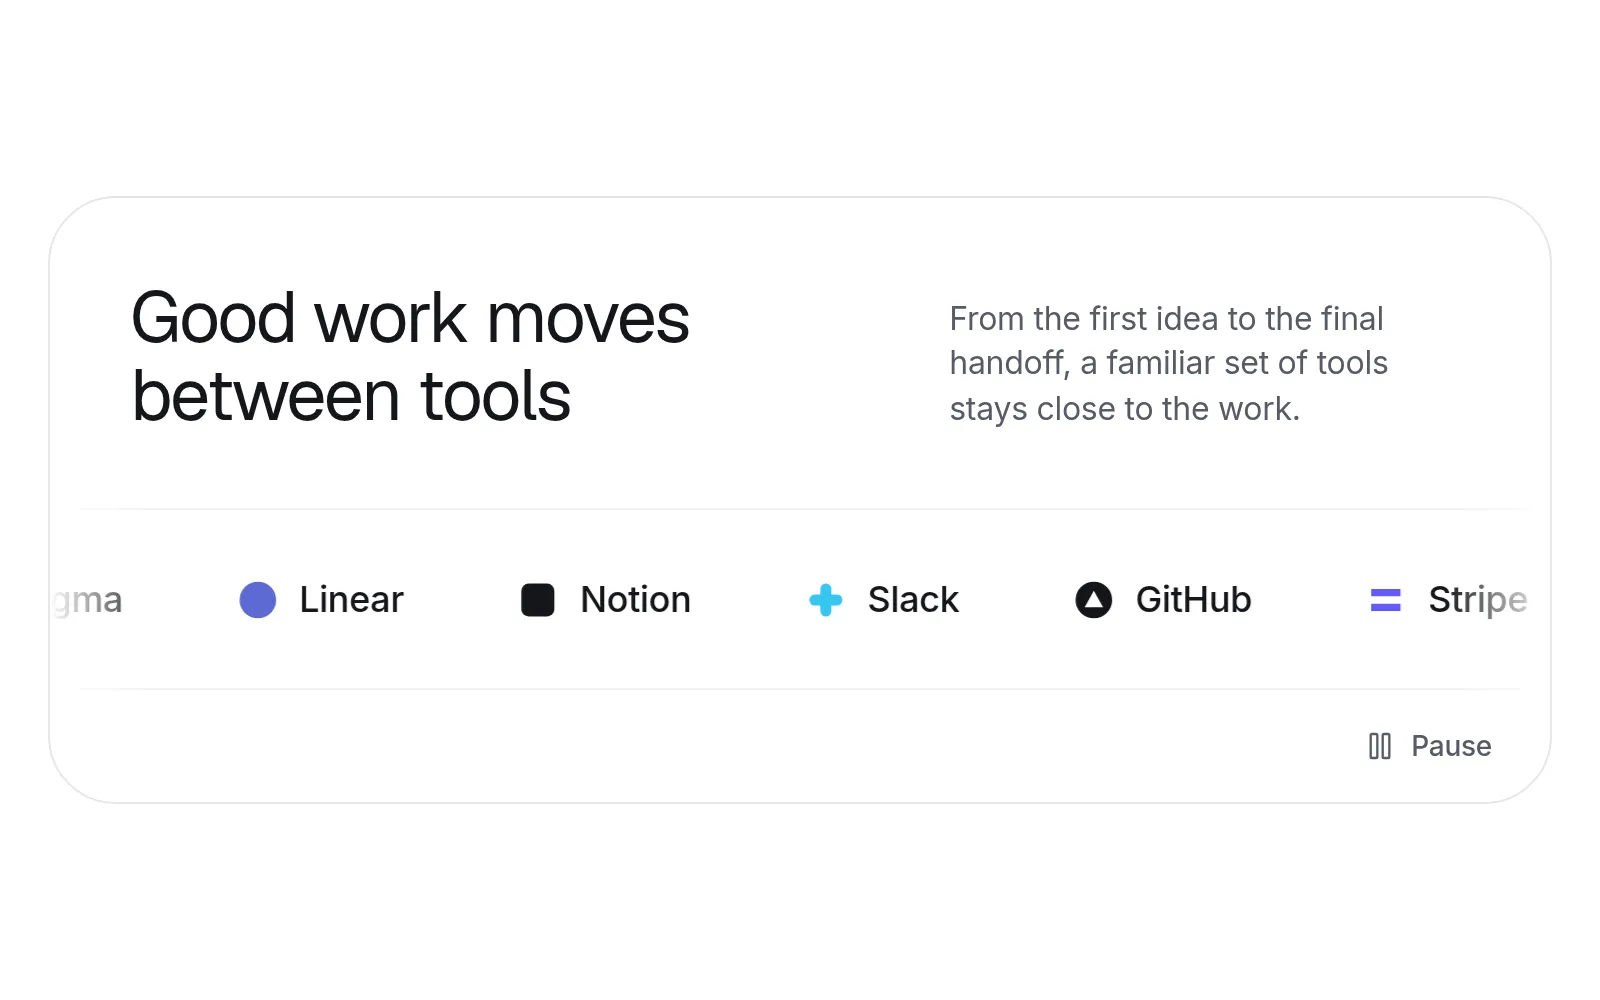 Good work moves
between tools
From the first idea to the final
handoff, a familiar set of tools
stays close to the work.
gma Linear Notion Slack GitHub Stripe
Pause